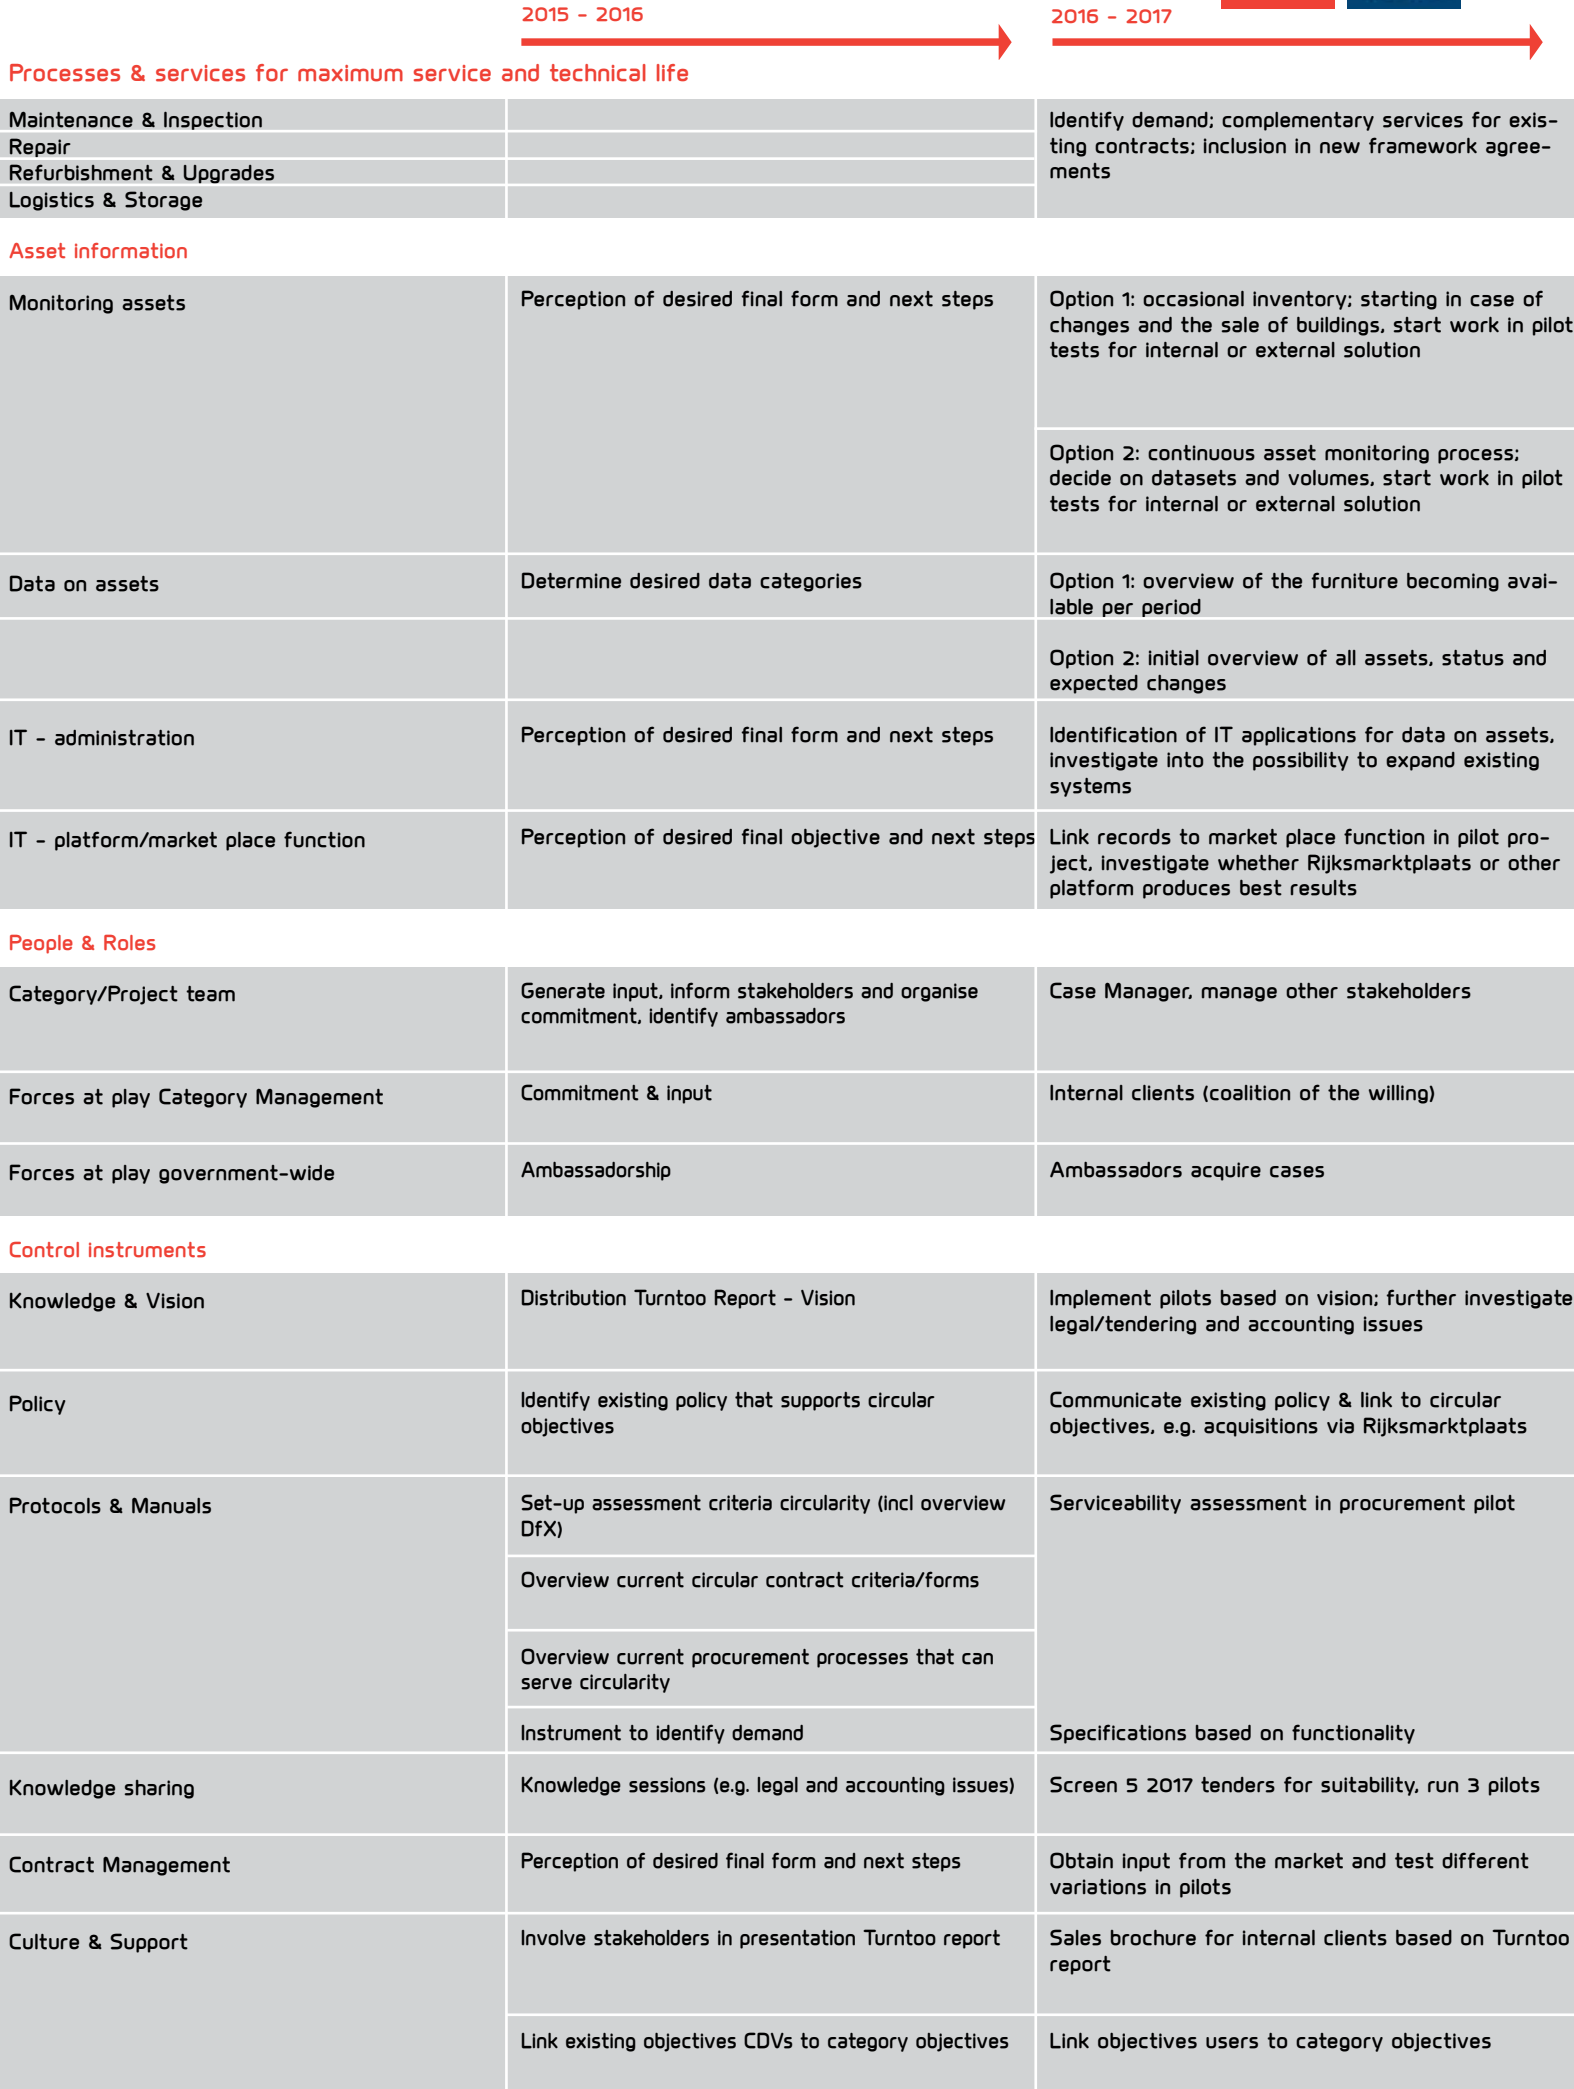 2015 - 2016
2016 - 2017
Processes & services for maximum service and technical life
Maintenance & Inspection
Repair
Refurbishment & Upgrades
Logistics & Storage
Identify demand; complementary services for exis-
ting contracts; inclusion in new framework agree-
ments
Asset information
Monitoring assets
Perception of desired final form and next steps
Option 1: occasional inventory; starting in case of
changes and the sale of buildings, start work in pilot
tests for internal or external solution
Option 2: continuous asset monitoring process;
decide on datasets and volumes, start work in pilot
tests for internal or external solution
Data on assets
Determine desired data categories
Option 1: overview of the furniture becoming avai-
lable per period
Option 2: initial overview of all assets, status and
expected changes
IT - administration
Perception of desired final form and next steps
Identification of IT applications for data on assets,
investigate into the possibility to expand existing
systems
IT - platform/market place function
Perception of desired final objective and next steps
Link records to market place function in pilot pro-
ject, investigate whether Rijksmarktplaats or other
platform produces best results
People & Roles
Category/Project team
Generate input, inform stakeholders and organise
commitment, identify ambassadors
Case Manager, manage other stakeholders
Forces at play Category Management
Commitment & input
Internal clients (coalition of the willing)
Forces at play government-wide
Ambassadorship
Ambassadors acquire cases
Control instruments
Knowledge & Vision
Distribution Turntoo Report - Vision
Implement pilots based on vision; further investigate
legal/tendering and accounting issues
Policy
Identify existing policy that supports circular
objectives
Communicate existing policy & link to circular
objectives, e.g. acquisitions via Rijksmarktplaats
Protocols & Manuals
Set-up assessment criteria circularity (incl overview
DfX)
Serviceability assessment in procurement pilot
Overview current circular contract criteria/forms
Overview current procurement processes that can
serve circularity
Instrument to identify demand
Specifications based on functionality
Knowledge sharing
Knowledge sessions (e.g. legal and accounting issues)
Screen 5 2017 tenders for suitability, run 3 pilots
Contract Management
Perception of desired final form and next steps
Obtain input from the market and test different
variations in pilots
Culture & Support
Involve stakeholders in presentation Turntoo report
Sales brochure for internal clients based on Turntoo
report
Link existing objectives CDVs to category objectives
Link objectives users to category objectives